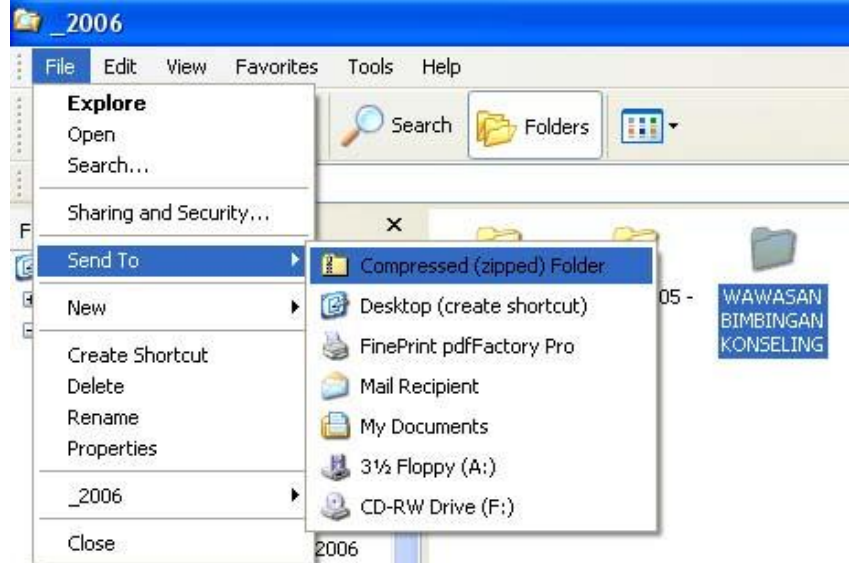 _2006
File Edit View Favorites Tools Help
Explore
Open
Search...
Search Folders
Sharing and Security...
Send To
New
Create Shortcut
Delete
Rename
Properties
_2006
Close
Compressed (zipped) Folder
Desktop (create shortcut)
FinePrint pdfFactory Pro
Mail Recipient
My Documents
3½ Floppy (A:)
CD-RW Drive (F:)
F
05 -
WAWASAN
BIMBINGAN
KONSELING
2006